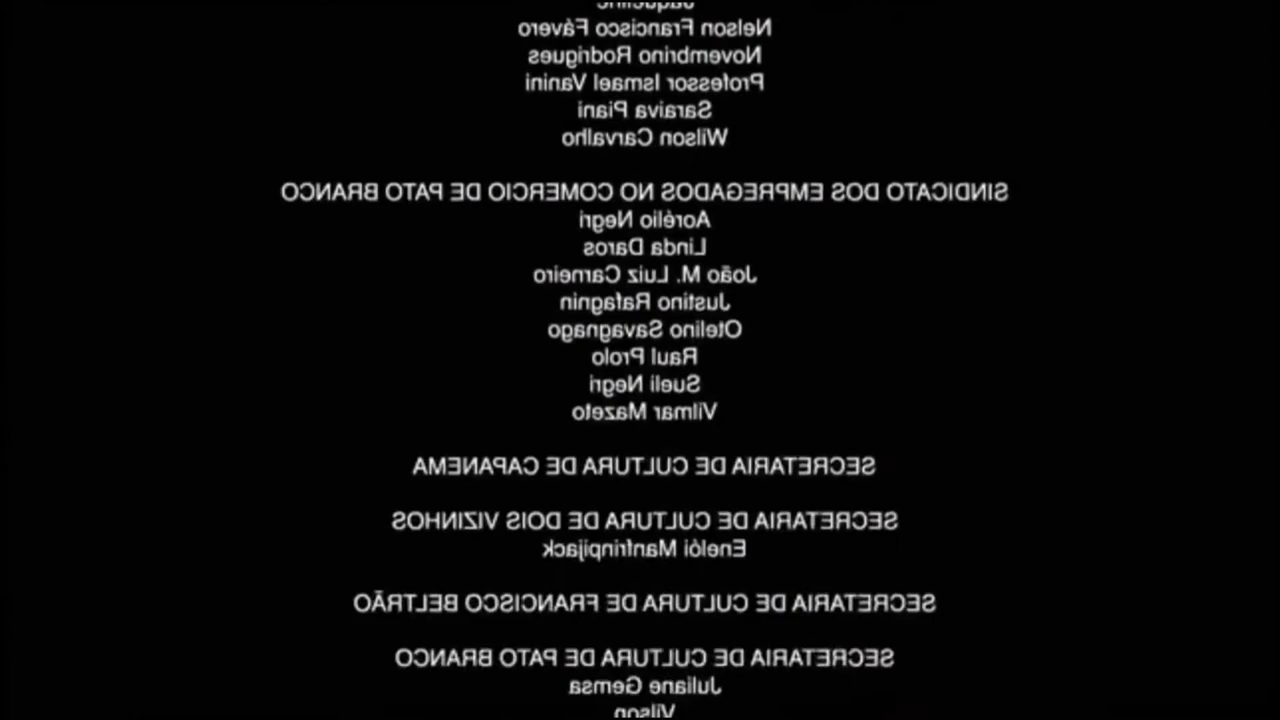 Jaqueline
Nelson Francisco Fávero
Novembrino Rodrigues
Professor Ismael Vanini
Saraiva Piani
Wilson Carvalho
SINDICATO DOS EMPREGADOS NO COMERCIO DE PATO BRANCO
Aorélio Negri
Linda Daros
João M. Luiz Carneiro
Justino Rafagnin
Otelino Savagnago
Raul Prolo
Sueli Negri
Vilmar Mazeto
SECRETARIA DE CULTURA DE CAPANEMA
SECRETARIA DE CULTURA DE DOIS VIZINHOS
Enelói Manfrinpijack
SECRETARIA DE CULTURA DE FRANCISCO BELTRÃO
SECRETARIA DE CULTURA DE PATO BRANCO
Juliane Gemsa
Vilson